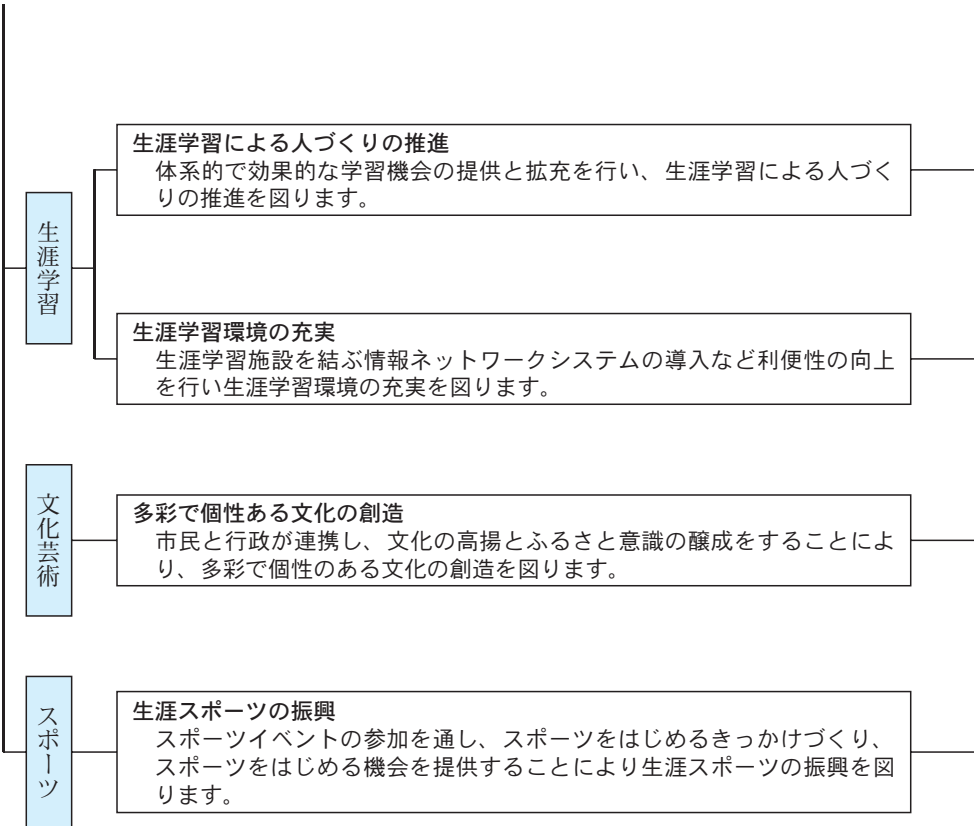 生涯学習
生涯学習による人づくりの推進
体系的で効果的な学習機会の提供と拡充を行い、生涯学習による人づく
りの推進を図ります。
生涯学習環境の充実
生涯学習施設を結ぶ情報ネットワークシステムの導入など利便性の向上
を行い生涯学習環境の充実を図ります。
文化芸術
多彩で個性ある文化の創造
市民と行政が連携し、文化の高揚とふるさと意識の醸成をすることによ
り、多彩で個性のある文化の創造を図ります。
スポーツ
生涯スポーツの振興
スポーツイベントの参加を通し、スポーツをはじめるきっかけづくり、
スポーツをはじめる機会を提供することにより生涯スポーツの振興を図
ります。